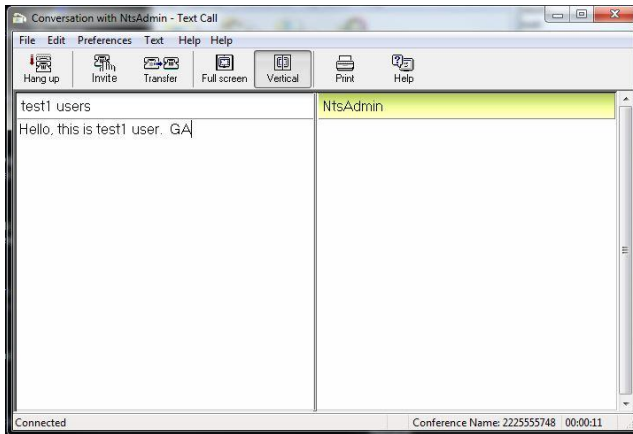 Conversation with NtsAdmin - Text Call
File Edit Preferences Text Help Help
Hang up Invite Transfer Full screen Vertical Print Help
test1 users
Hello, this is test1 user. GA
NtsAdmin
Connected Conference Name: 2225555748 00:00:11